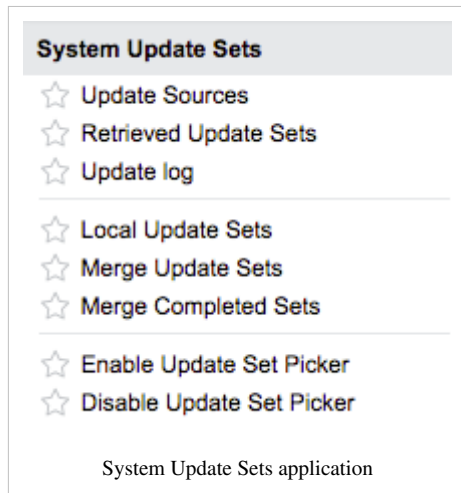 System Update Sets
Update Sources
Retrieved Update Sets
Update log
Local Update Sets
Merge Update Sets
Merge Completed Sets
Enable Update Set Picker
Disable Update Set Picker
System Update Sets application